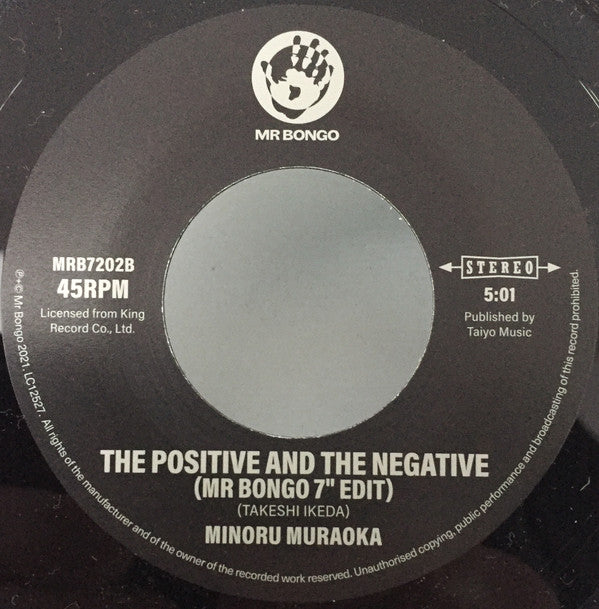 MR BONGO
MRB7202B
45RPM
Licensed from King
Record Co., Ltd.
STEREO
5:01
Published by
Taiyo Music
THE POSITIVE AND THE NEGATIVE
(MR BONGO 7" EDIT)
(TAKESHI IKEDA)
MINORU MURAOKA
℗+© Mr Bongo 2021. LC12527. All rights of the manufacturer and of the owner of the recorded work reserved. Unauthorised copying, public performance and broadcasting of this record prohibited.